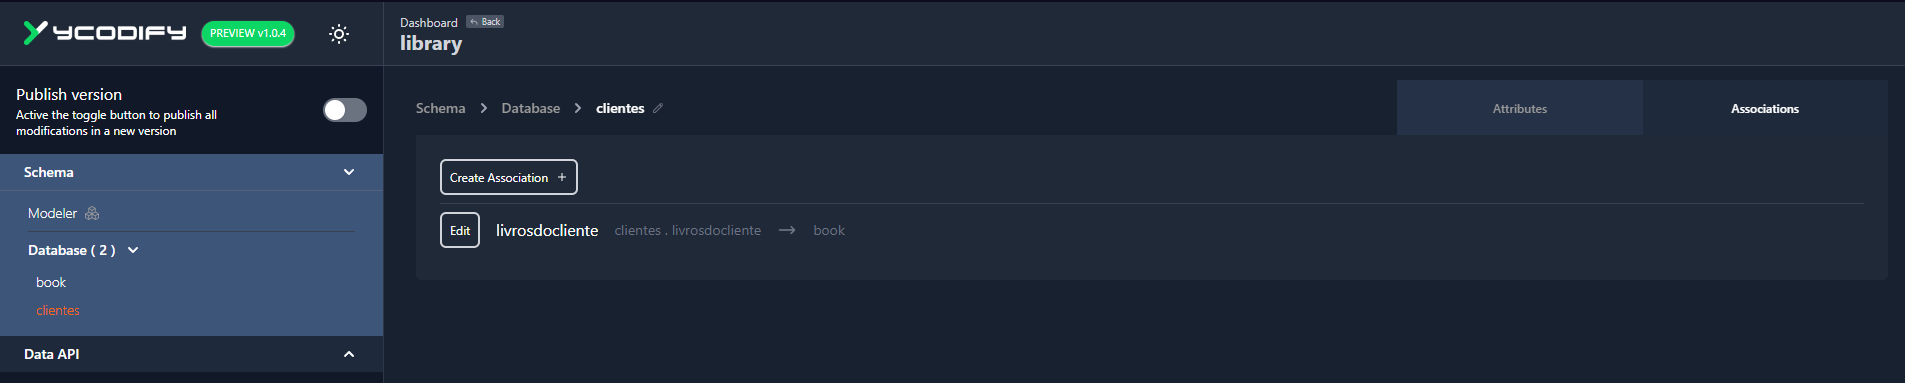 YCODIFY
PREVIEW v1.0.4
Dashboard Back
library
Publish version
Active the toggle button to publish all
modifications in a new version
Schema
Modeler
Database ( 2 )
book
clientes
Data API
Schema Database clientes
Attributes
Associations
Create Association +
Edit livrosdocliente clientes . livrosdocliente → book